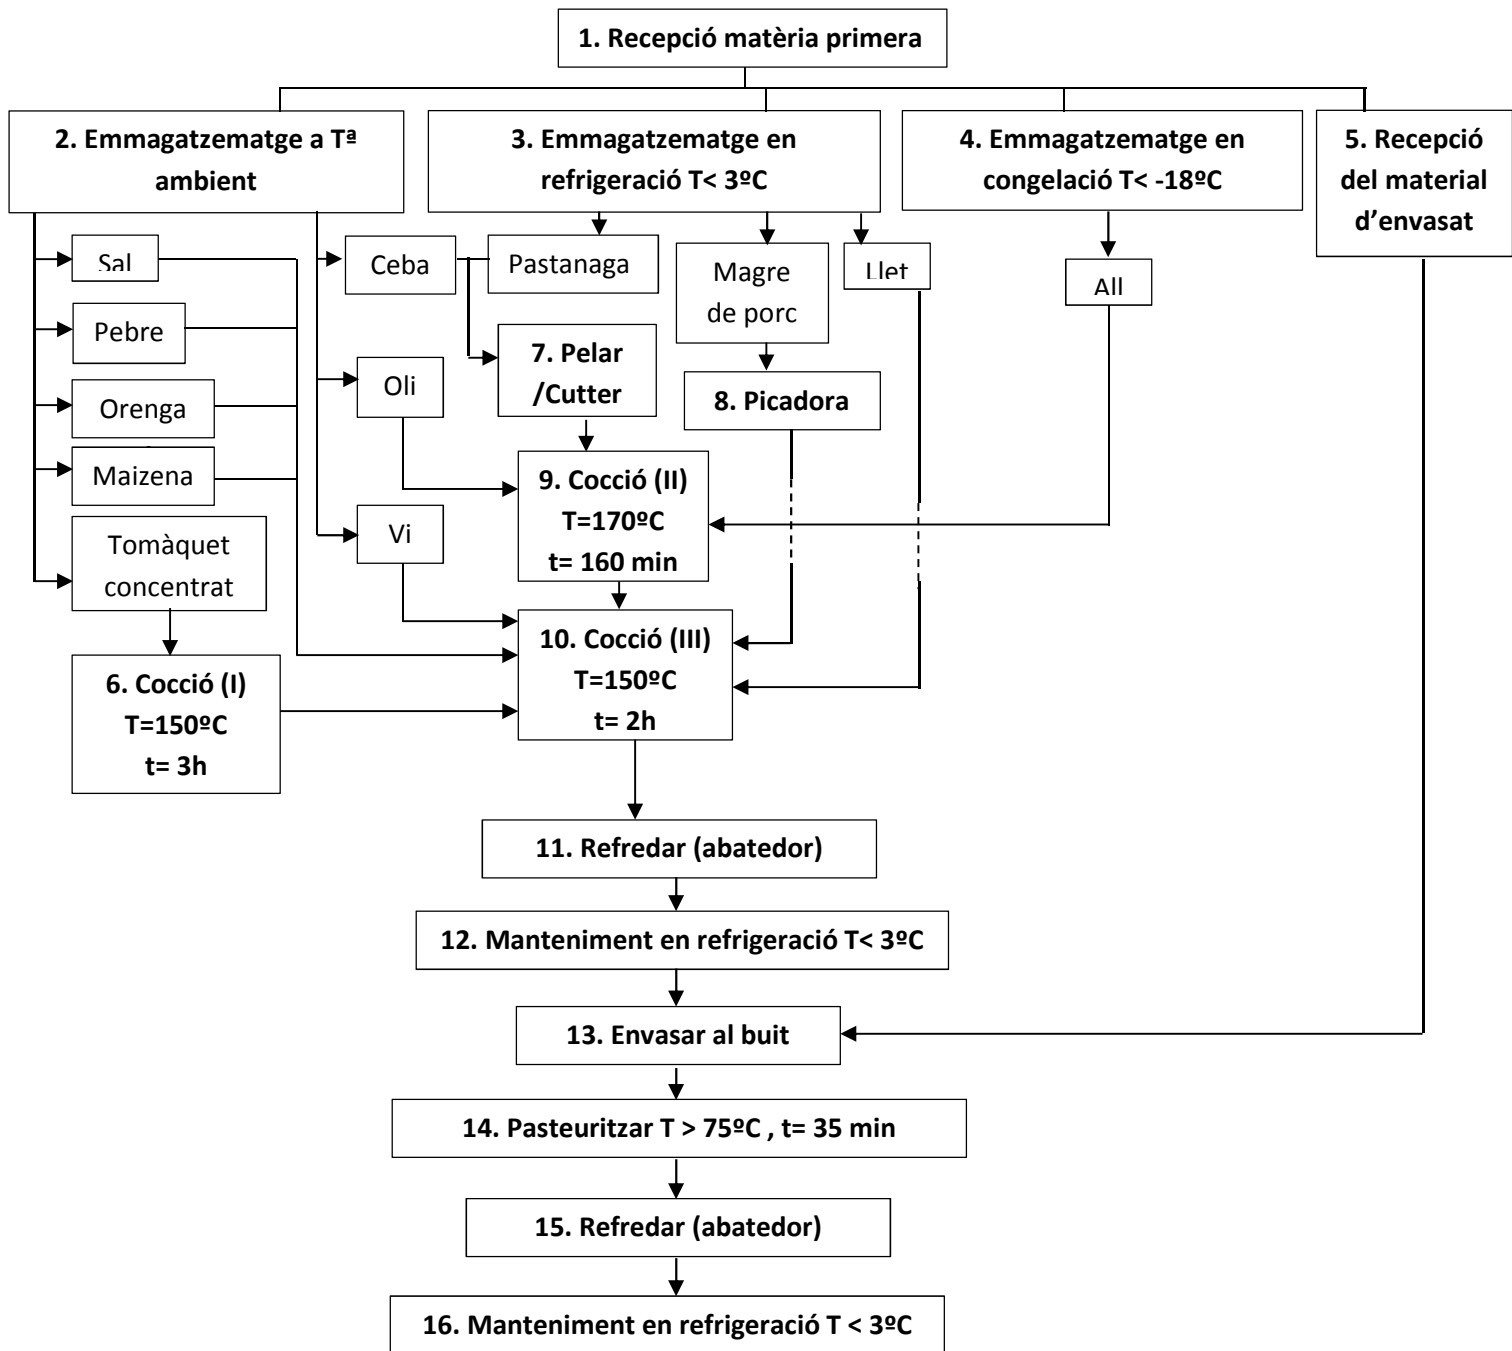 1. Recepció matèria primera
2. Emmagatzematge a Tª
ambient
3. Emmagatzematge en
refrigeració T< 3ºC
4. Emmagatzematge en
congelació T< -18ºC
5. Recepció
del material
d’envasat
Sal
Ceba
Pastanaga
Magre
de porc
Llet
All
Pebre
7. Pelar
/Cutter
Oli
Orenga
8. Picadora
Maizena
9. Cocció (II)
T=170ºC
t= 160 min
Vi
Tomàquet
concentrat
10. Cocció (III)
T=150ºC
t= 2h
6. Cocció (I)
T=150ºC
t= 3h
11. Refredar (abatedor)
12. Manteniment en refrigeració T< 3ºC
13. Envasar al buit
14. Pasteuritzar T > 75ºC , t= 35 min
15. Refredar (abatedor)
16. Manteniment en refrigeració T < 3ºC